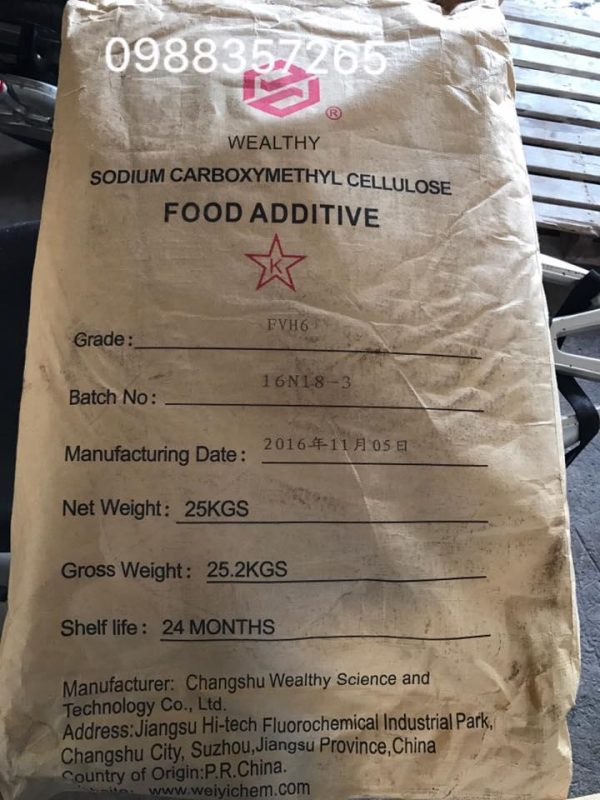 0988357265
®
WEALTHY
SODIUM CARBOXYMETHYL CELLULOSE
FOOD ADDITIVE
K
Grade: FVH6
Batch No: 16N18-3
Manufacturing Date: 2016年11月05日
Net Weight: 25KGS
Gross Weight: 25.2KGS
Shelf life: 24 MONTHS
Manufacturer: Changshu Wealthy Science and
Technology Co., Ltd.
Address:Jiangsu Hi-tech Fluorochemical Industrial Park,
Changshu City, Suzhou,Jiangsu Province,China
Country of Origin:P.R.China.
www.weiyichem.com